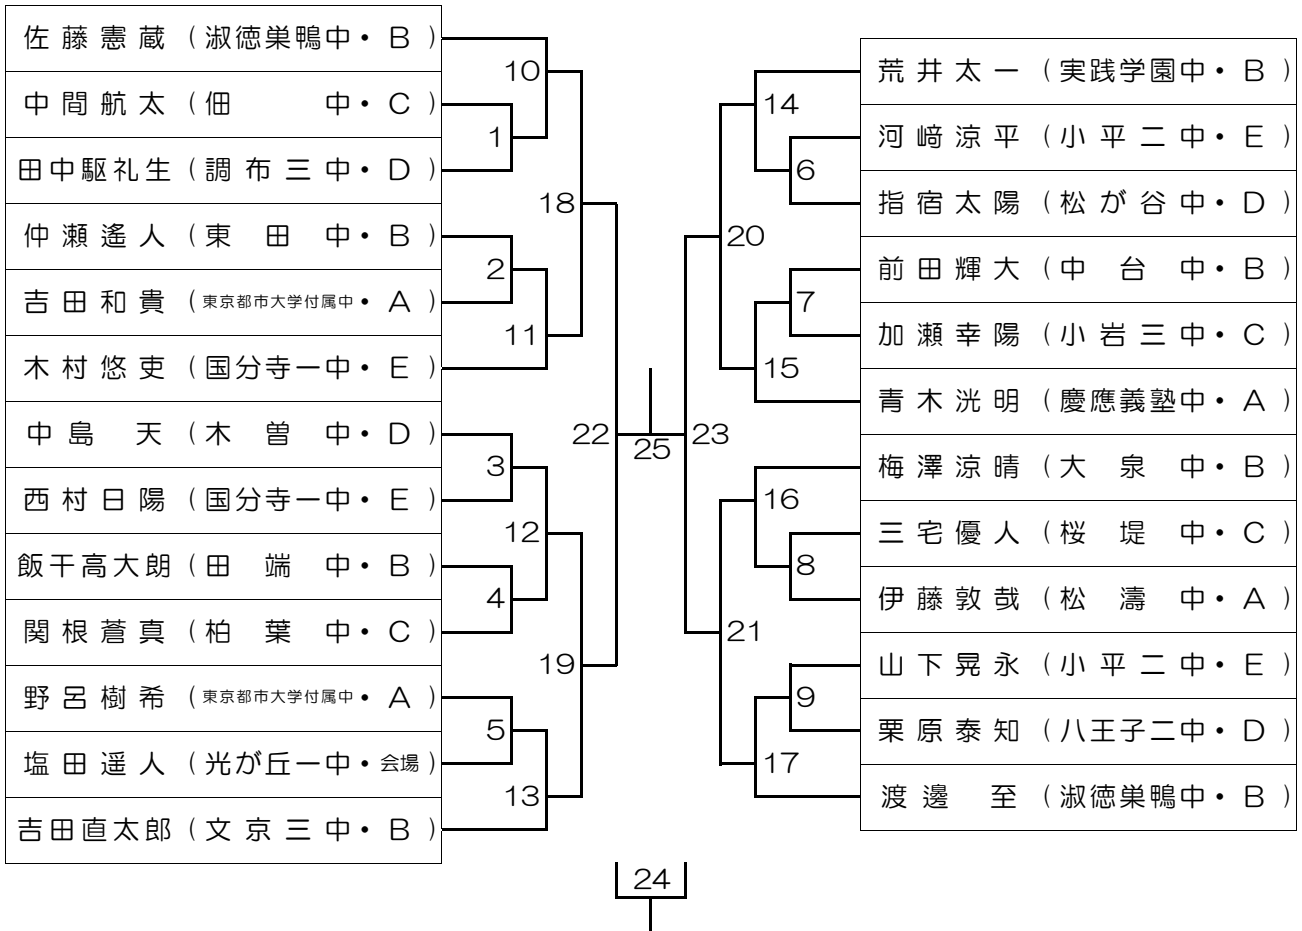 佐藤憲蔵（淑徳巣鴨中・B）
中間航太（佃中・C）
田中駆礼生（調布三中・D）
仲瀬遙人（東田中・B）
吉田和貴（東京都市大学付属中・A）
木村悠吏（国分寺一中・E）
中島天（木曽中・D）
西村日陽（国分寺一中・E）
飯干高大朗（田端中・B）
関根蒼真（柏葉中・C）
野呂樹希（東京都市大学付属中・A）
塩田遥人（光が丘一中・会場）
吉田直太郎（文京三中・B）
10
1
18
2
11
22
3
12
4
19
5
13
25
24
23
14
6
20
7
15
16
8
21
9
17
荒井太一（実践学園中・B）
河﨑涼平（小平二中・E）
指宿太陽（松が谷中・D）
前田輝大（中台中・B）
加瀬幸陽（小岩三中・C）
青木洸明（慶應義塾中・A）
梅澤涼晴（大泉中・B）
三宅優人（桜堤中・C）
伊藤敦哉（松濤中・A）
山下晃永（小平二中・E）
栗原泰知（八王子二中・D）
渡邊至（淑徳巣鴨中・B）